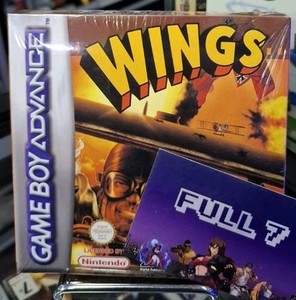 GAME BOY ADVANCE
WINGS
FULL 7
LICENSED BY
Nintendo